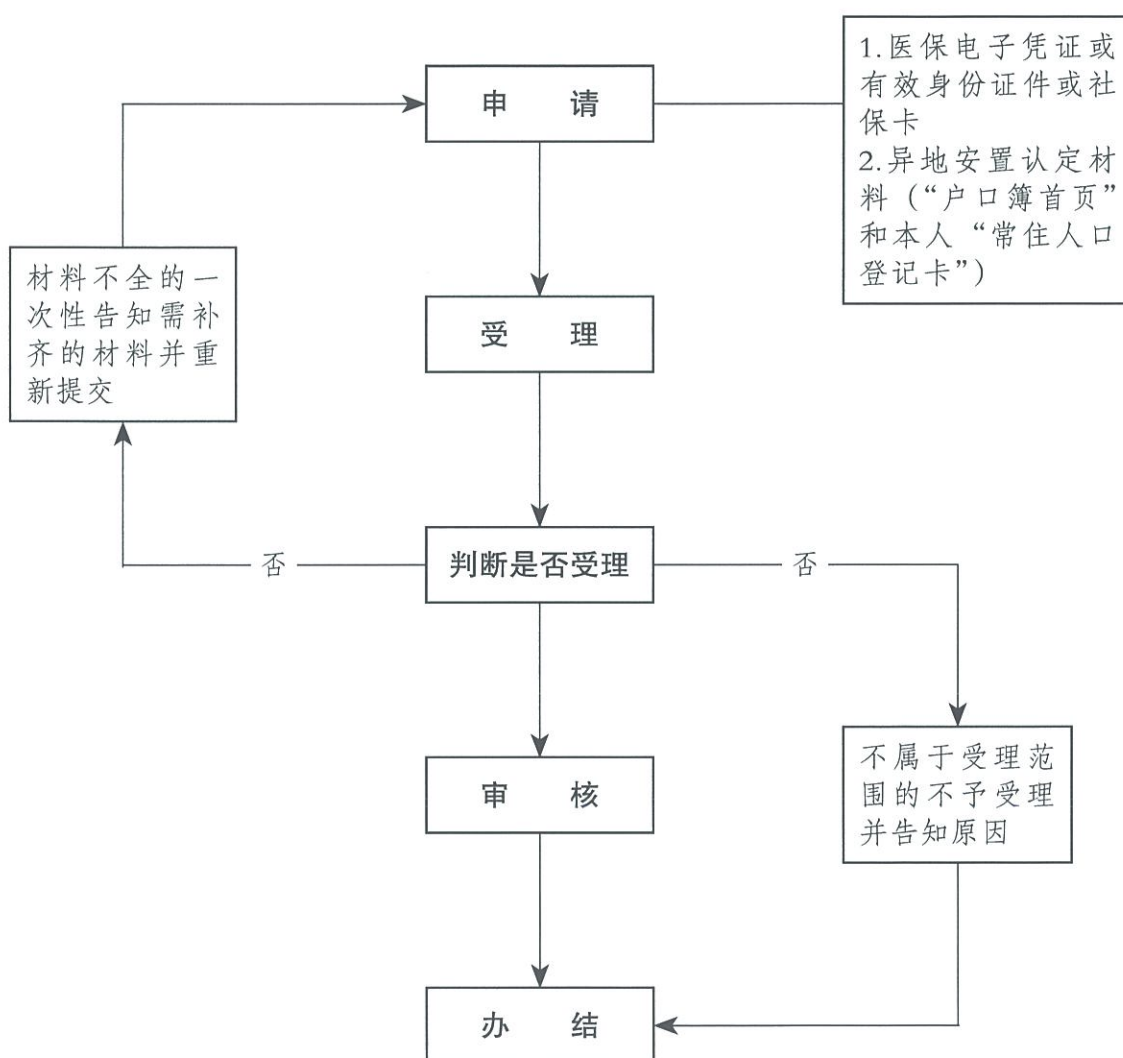 申 请
1.医保电子凭证或
有效身份证件或社
保卡
2.异地安置认定材
料（“户口簿首页”
和本人“常住人口
登记卡”）
材料不全的一
次性告知需补
齐的材料并重
新提交
受 理
否
判断是否受理
否
审 核
不属于受理范
围的不予受理
并告知原因
办 结